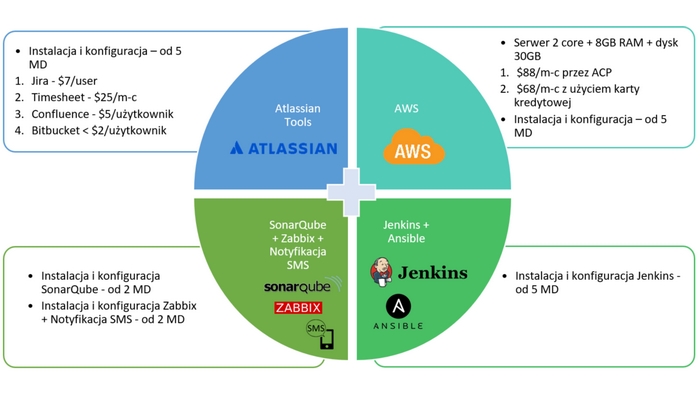 • Instalacja i konfiguracja – od 5
MD
1. Jira - $7/user
2. Timesheet - $25/m-c
3. Confluence - $5/użytkownik
4. Bitbucket < $2/użytkownik
Atlassian
Tools
ATLASSIAN
AWS
AWS
• Serwer 2 core + 8GB RAM + dysk
30GB
1. $88/m-c przez ACP
2. $68/m-c z użyciem karty
kredytowej
• Instalacja i konfiguracja – od 5
MD
• Instalacja i konfiguracja
SonarQube - od 2 MD
• Instalacja i konfiguracja Zabbix
+ Notyfikacja SMS - od 2 MD
SonarQube
+ Zabbix +
Notyfikacja
SMS
sonarqube
ZABBIX
SMS
Jenkins +
Ansible
Jenkins
ANSIBLE
• Instalacja i konfiguracja Jenkins -
od 5 MD